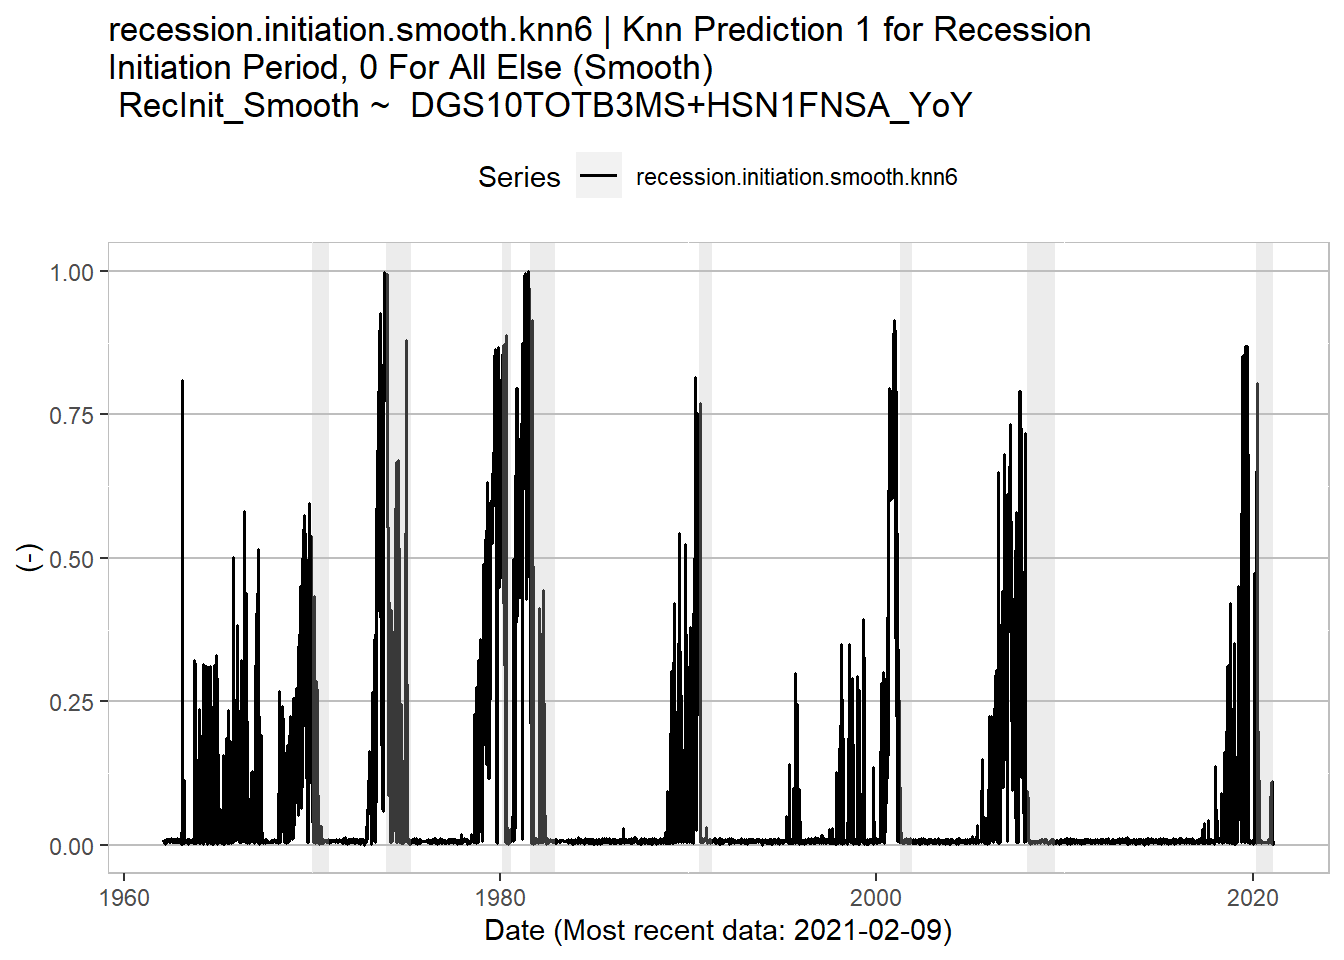 recession.initiation.smooth.knn6 | Knn Prediction 1 for Recession
Initiation Period, 0 For All Else (Smooth)
RecInit_Smooth ~  DGS10TOTB3MS+HSN1FNSA_YoY
Series recession.initiation.smooth.knn6
1.00
0.75
0.50
0.25
0.00
(-)
1960 1980 2000 2020
Date (Most recent data: 2021-02-09)